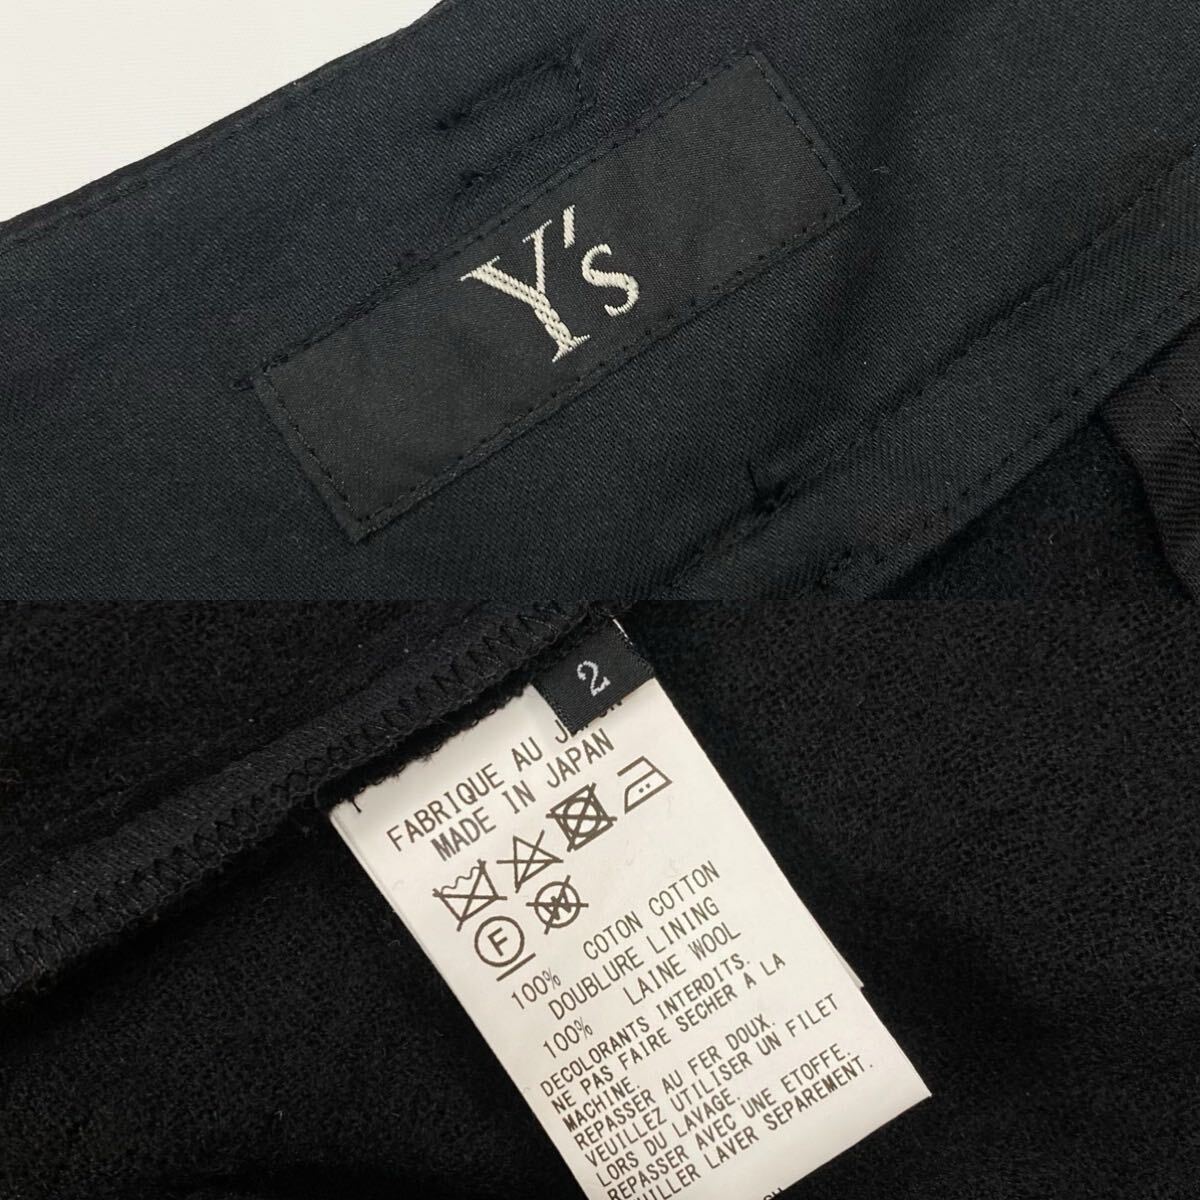 Y's
2
FABRIQUE AU JAPON
MADE IN JAPAN
F
W
100% COTON COTTON
DOUBLURE LINING
100% LAINE WOOL
DECOLORANTS INTERDITS.
NE PAS FAIRE SECHER A LA
MACHINE.
REPASSER AU FER DOUX.
VEUILLEZ UTILISER UN FILET
LORS DU LAVAGE.
REPASSER AVEC UNE ETOFFE.
LAVER SEPAREMENT.